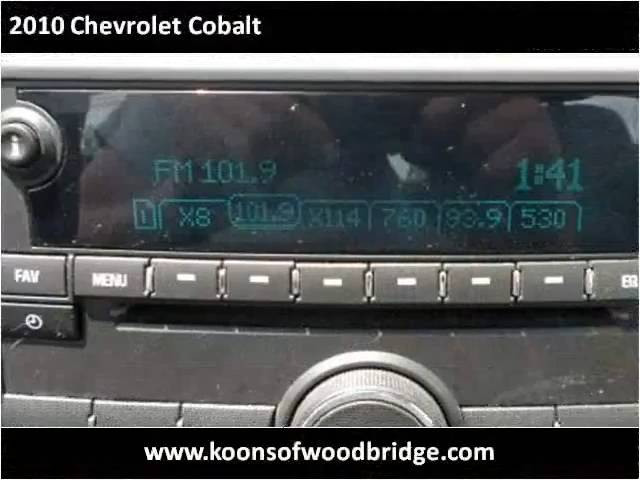 2010 Chevrolet Cobalt
FM 101.9 1:41
1 X8 101.9 X114 760 93.9 530
FAV MENU EQ
i
www.koonsofwoodbridge.com